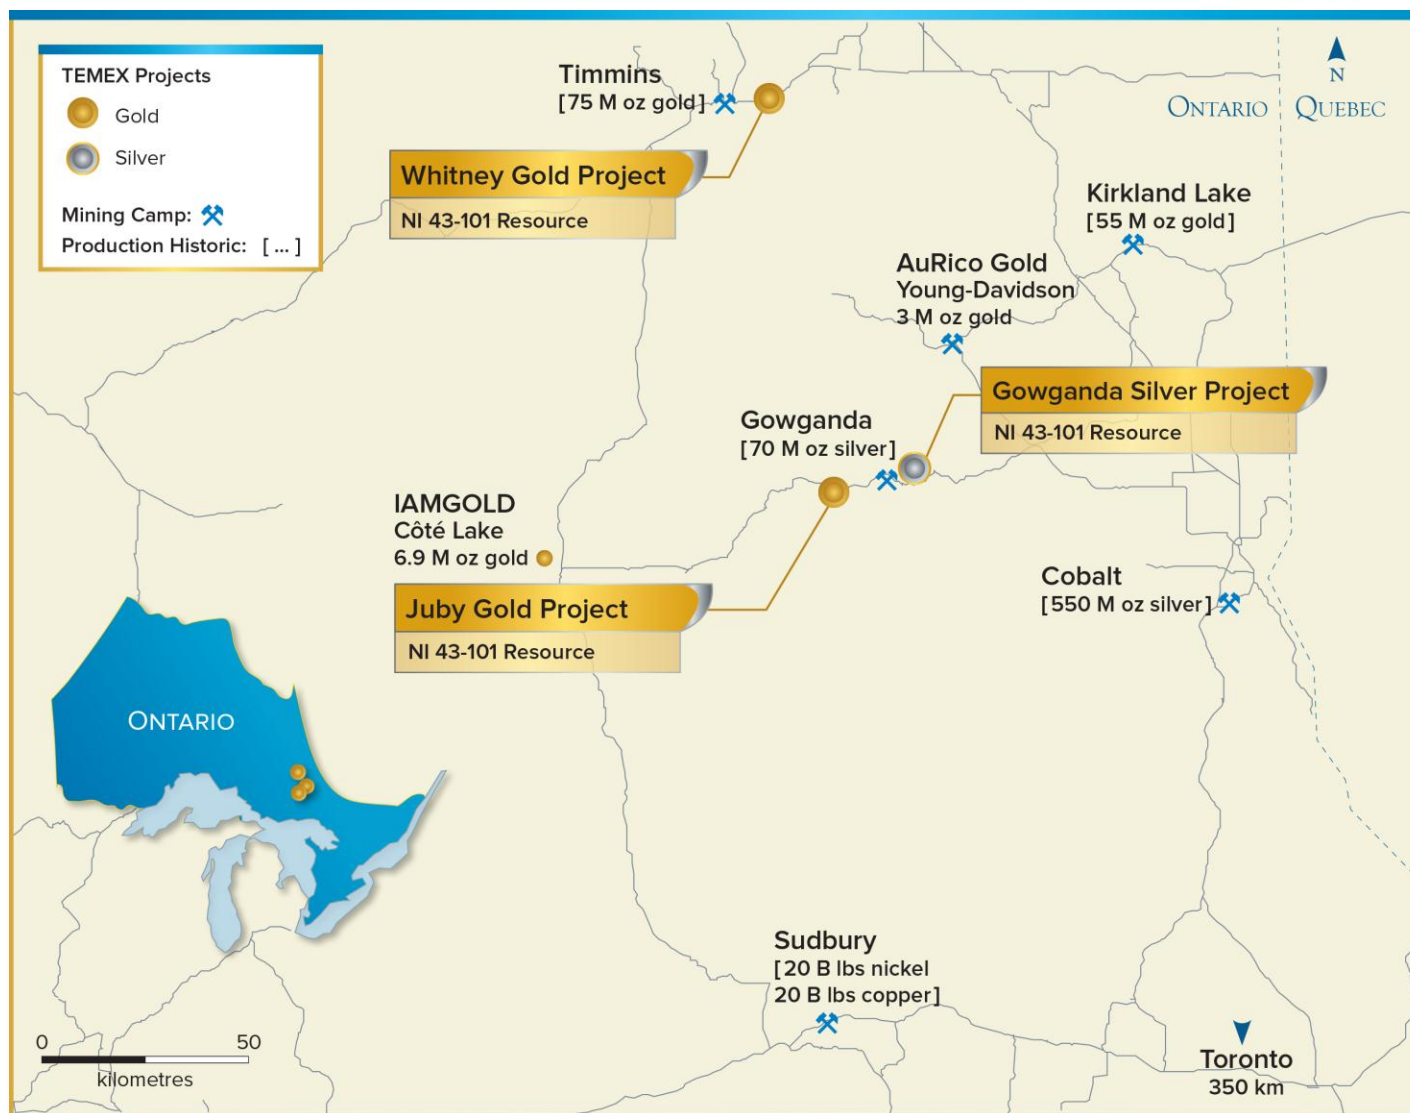 TEMEX Projects
Gold
Silver
Mining Camp:
Production Historic: [ ... ]
Timmins
[75 M oz gold]
Whitney Gold Project
NI 43-101 Resource
N
ONTARIO
QUEBEC
Kirkland Lake
[55 M oz gold]
AuRico Gold
Young-Davidson
3 M oz gold
Gowganda Silver Project
NI 43-101 Resource
Gowganda
[70 M oz silver]
IAMGOLD
Côté Lake
6.9 M oz gold
Juby Gold Project
NI 43-101 Resource
Cobalt
[550 M oz silver]
ONTARIO
Sudbury
[20 B lbs nickel
20 B lbs copper]
0 50
kilometres
Toronto
350 km